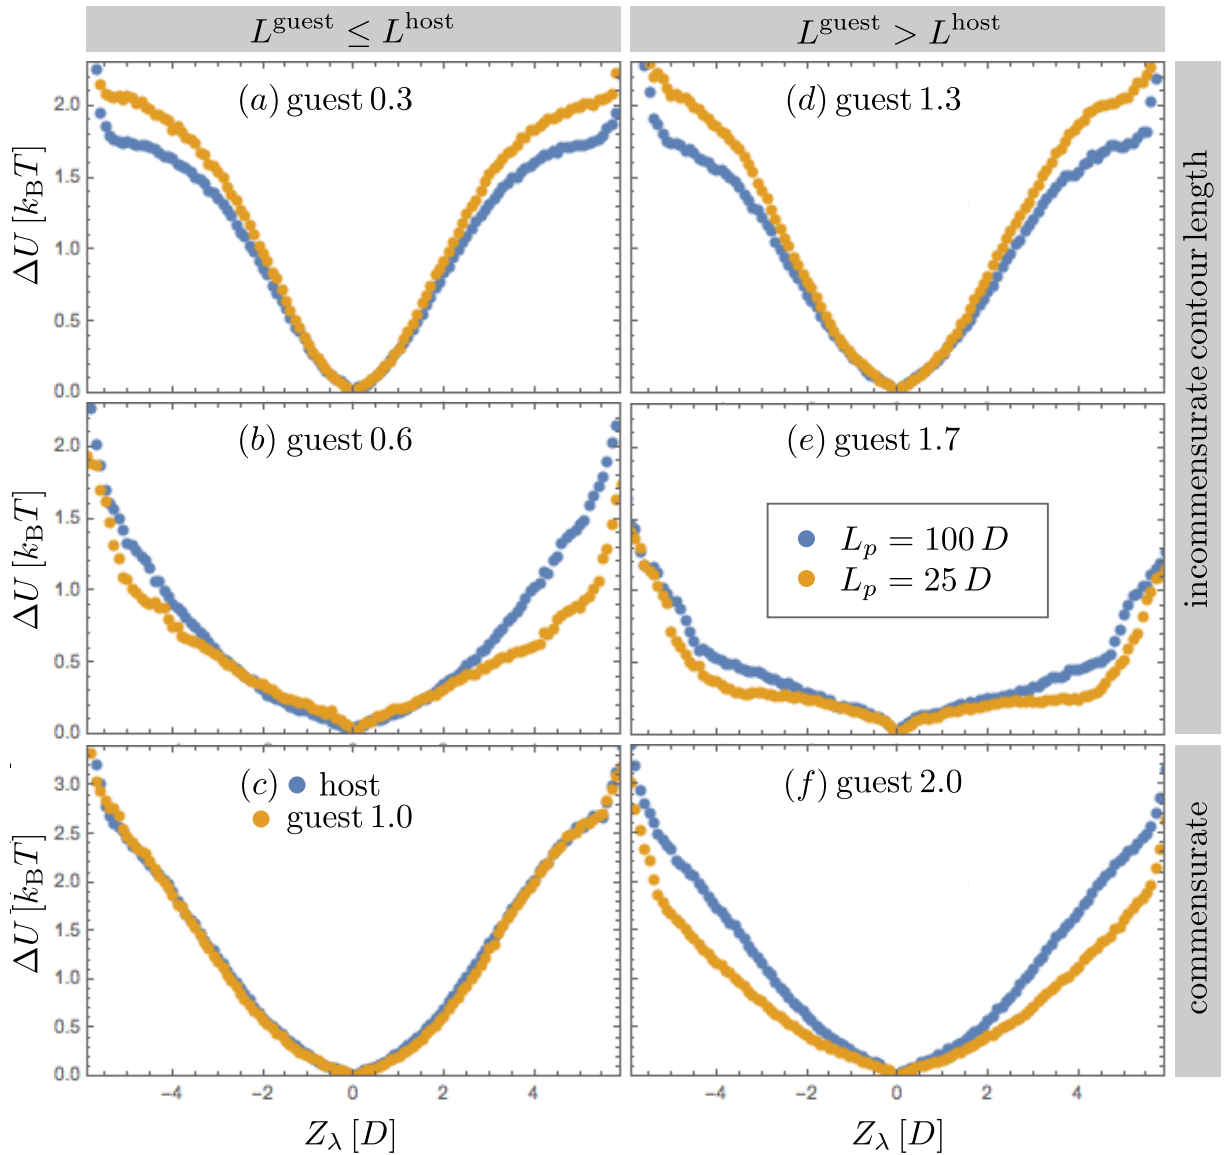 L^guest ≤ L^host
L^guest > L^host
(a) guest 0.3
(d) guest 1.3
ΔU [k_BT]
2.0
1.5
1.0
0.5
0.0
(b) guest 0.6
(e) guest 1.7
L_p = 100 D
L_p = 25 D
ΔU [k_BT]
2.0
1.5
1.0
0.5
0.0
incommensurate contour length
(c) host
guest 1.0
(f) guest 2.0
ΔU [k_BT]
3.0
2.5
2.0
1.5
1.0
0.5
0.0
commensurate
−4 −2 0 2 4
−4 −2 0 2 4
Z_λ [D]
Z_λ [D]